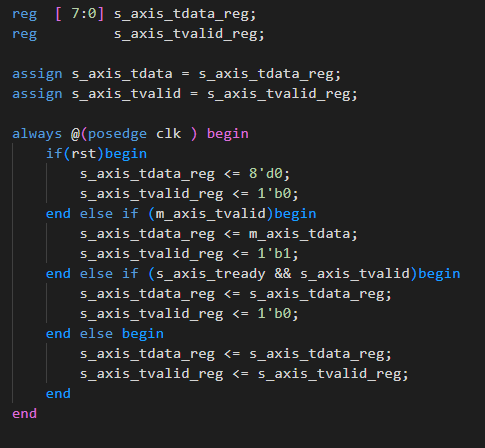 reg  [ 7:0] s_axis_tdata_reg;
reg         s_axis_tvalid_reg;

assign s_axis_tdata = s_axis_tdata_reg;
assign s_axis_tvalid = s_axis_tvalid_reg;

always @(posedge clk ) begin
    if(rst)begin
        s_axis_tdata_reg <= 8'd0;
        s_axis_tvalid_reg <= 1'b0;
    end else if (m_axis_tvalid)begin
        s_axis_tdata_reg <= m_axis_tdata;
        s_axis_tvalid_reg <= 1'b1;
    end else if (s_axis_tready && s_axis_tvalid)begin
        s_axis_tdata_reg <= s_axis_tdata_reg;
        s_axis_tvalid_reg <= 1'b0;
    end else begin
        s_axis_tdata_reg <= s_axis_tdata_reg;
        s_axis_tvalid_reg <= s_axis_tvalid_reg;
    end
end